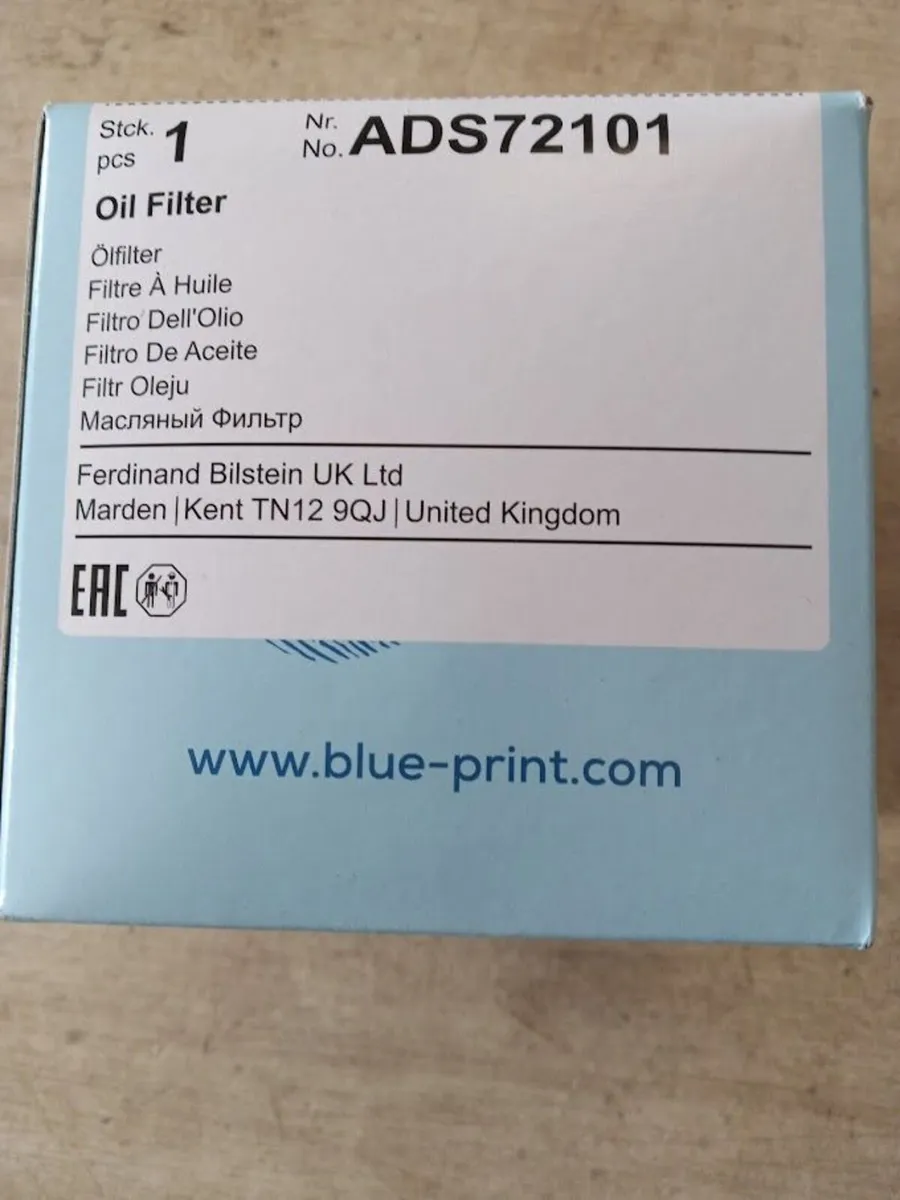 Stck. 1 Nr. ADS72101
pcs No.
Oil Filter
Ölfilter
Filtre À Huile
Filtro Dell'Olio
Filtro De Aceite
Filtr Oleju
Масляный Фильтр
Ferdinand Bilstein UK Ltd
Marden | Kent TN12 9QJ | United Kingdom
EAC
www.blue-print.com